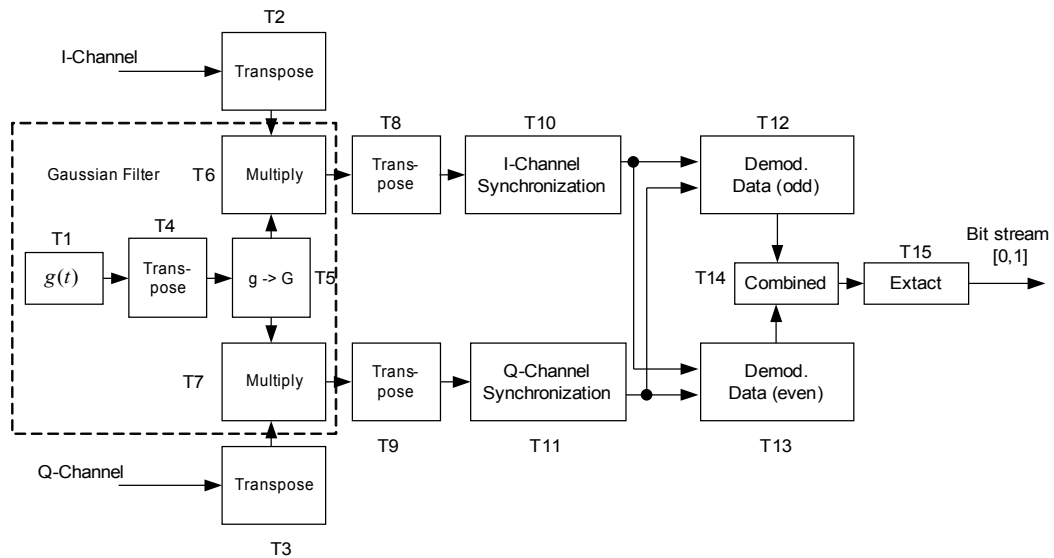 T2
I-Channel
Transpose
T8
T10
T12
Gaussian Filter
T6
Multiply
Trans-
pose
I-Channel
Synchronization
Demod.
Data (odd)
T1
T4
g(t)
Trans-
pose
g -> G
T5
T14
Combined
T15
Extact
Bit stream
[0,1]
T7
Multiply
Trans-
pose
Q-Channel
Synchronization
Demod.
Data (even)
T9
T11
T13
Q-Channel
Transpose
T3